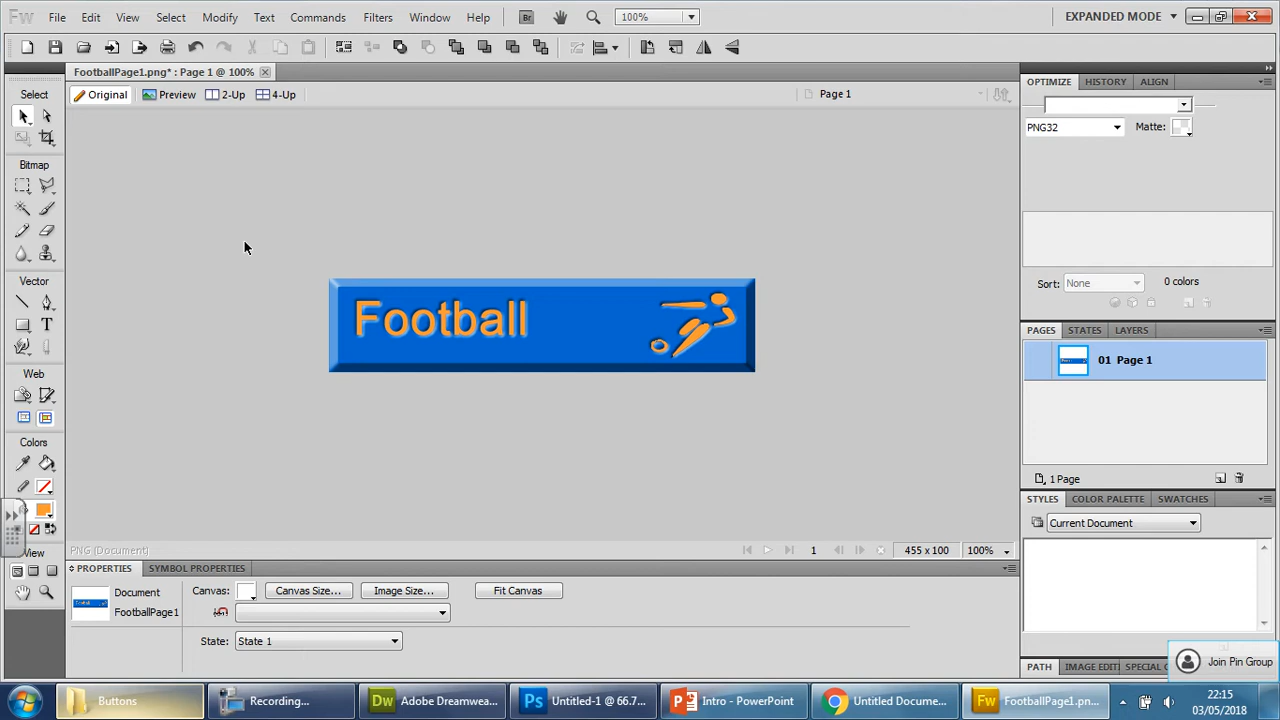 Fw File Edit View Select Modify Text Commands Filters Window Help Br 100% EXPANDED MODE
FootballPage1.png* : Page 1 @ 100%
Original Preview 2-Up 4-Up Page 1
Select
Bitmap
Vector
Web
Colors
View
Football
OPTIMIZE HISTORY ALIGN
PNG32 Matte:
Sort: None 0 colors
PAGES STATES LAYERS
01 Page 1
1 Page
STYLES COLOR PALETTE SWATCHES
Current Document
PATH IMAGE EDITI SPECIAL C
Join Pin Group
PNG (Document) 1 455 x 100 100%
PROPERTIES SYMBOL PROPERTIES
Document
FootballPage1
Canvas: Canvas Size... Image Size... Fit Canvas
State: State 1
Buttons Recording... Adobe Dreamwea... Untitled-1 @ 66.7... Intro - PowerPoint Untitled Docume... FootballPage1.pn...
22:15
03/05/2018